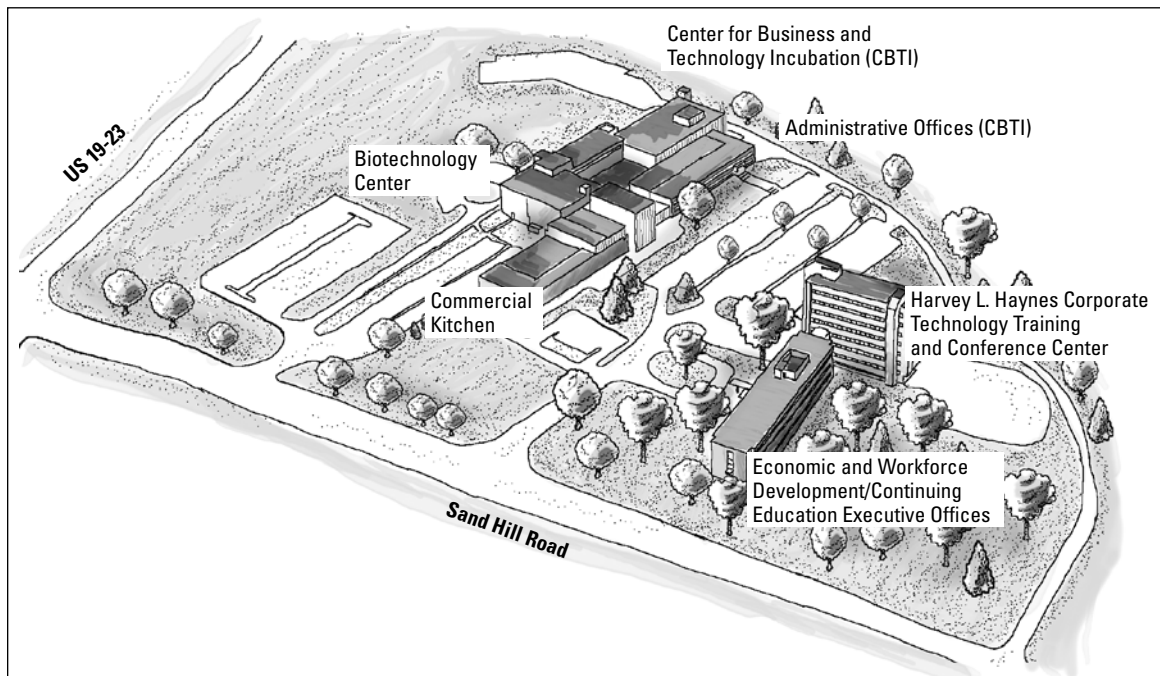 Center for Business and
Technology Incubation (CBTI)
Administrative Offices (CBTI)
US 19-23
Biotechnology
Center
Commercial
Kitchen
Harvey L. Haynes Corporate
Technology Training
and Conference Center
Economic and Workforce
Development/Continuing
Education Executive Offices
Sand Hill Road